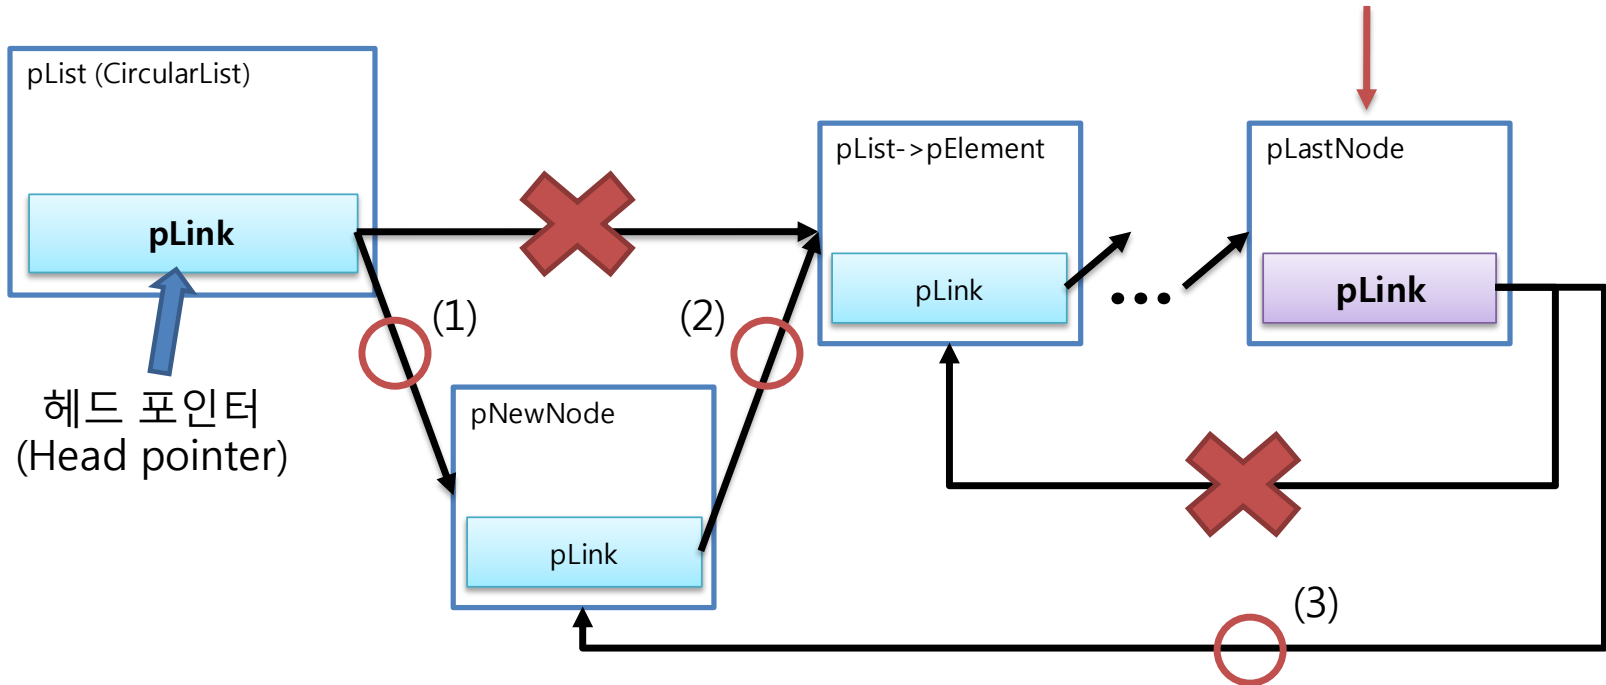 pList (CircularList)
pLink
헤드 포인터
(Head pointer)
(1)
(2)
pNewNode
pLink
pList->pElement
pLink
...
pLastNode
pLink
(3)